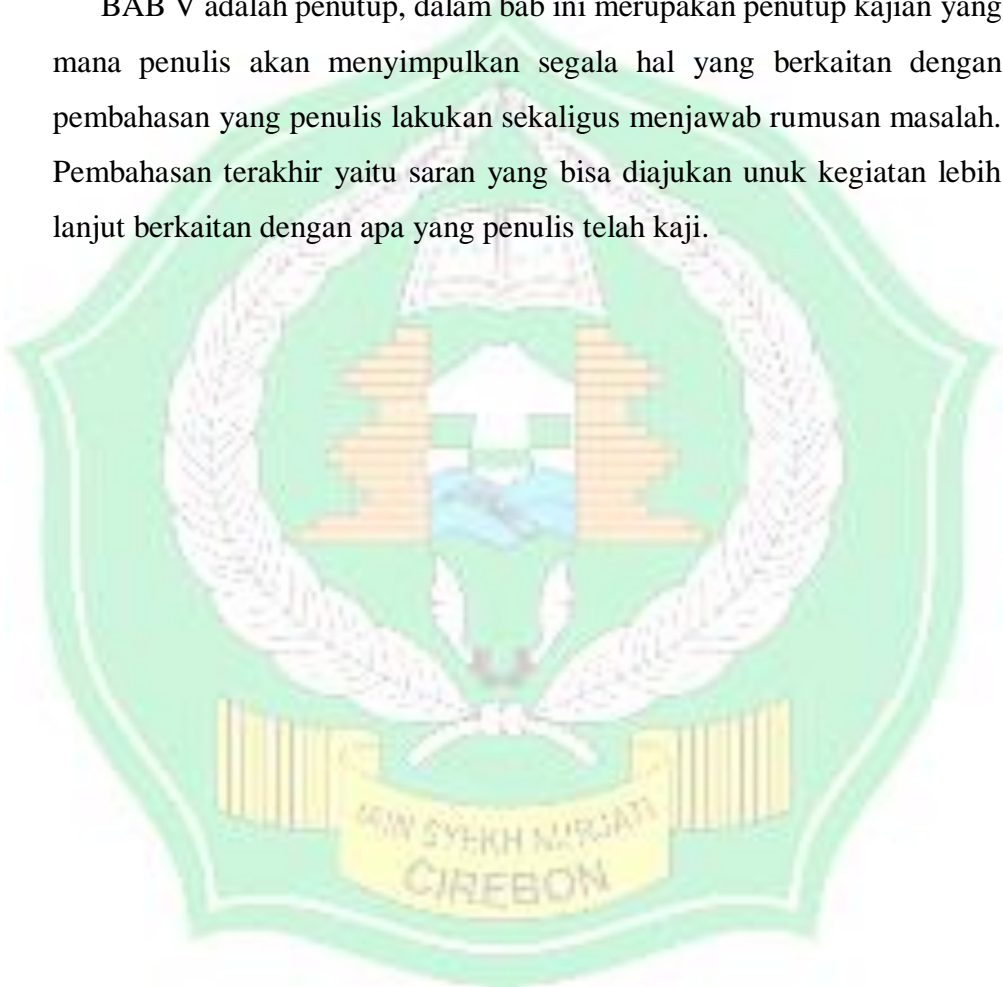 BAB V adalah penutup, dalam bab ini merupakan penutup kajian yang
mana penulis akan menyimpulkan segala hal yang berkaitan dengan
pembahasan yang penulis lakukan sekaligus menjawab rumusan masalah.
Pembahasan terakhir yaitu saran yang bisa diajukan unuk kegiatan lebih
lanjut berkaitan dengan apa yang penulis telah kaji.
IAIN SYEKH NURJATI
CIREBON